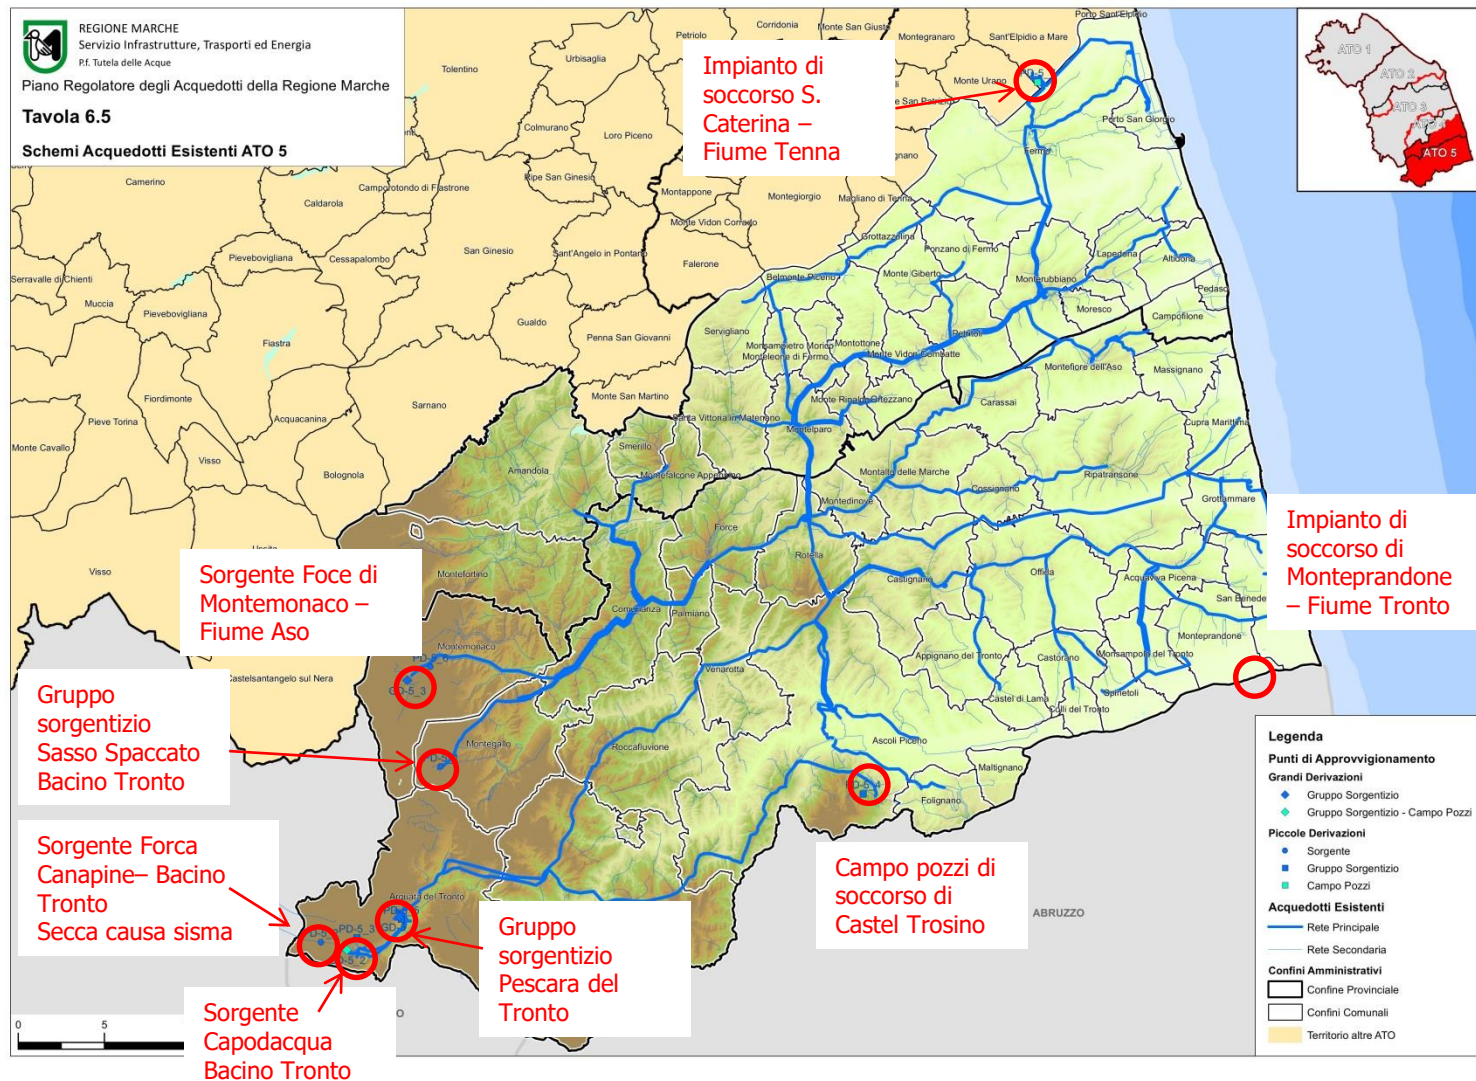 REGIONE MARCHE
Servizio Infrastrutture, Trasporti ed Energia
P.f. Tutela delle Acque
Piano Regolatore degli Acquedotti della Regione Marche
Tavola 6.5
Schemi Acquedotti Esistenti ATO 5
Impianto di
soccorso S.
Caterina –
Fiume Tenna
ATO 1
ATO 2
ATO 3
ATO 5
Porto Sant'Elpidio
Corridonia
Monte San Giusto
Petriolo
Montegranaro
Sant'Elpidio a Mare
Urbisaglia
Tolentino
Monte Urano
Porto San Giorgio
Colmurano
Loro Piceno
Fermo
Camerino
Camporotondo di Fiastrone
Ripe San Ginesio
Caldarola
Montappone
Montegiorgio
Magliano di Tenna
Monte Vidon Corrado
Grottazzolina
Ponzano di Fermo
Lapedona
Altidona
San Ginesio
Sant'Angelo in Pontano
Pievebovigliana
Cessapalombo
Falerone
Belmonte Piceno
Monte Giberto
Monterubbiano
Serravalle di Chienti
Muccia
Pedaso
Pievebovigliana
Gualdo
Moresco
Campofilone
Servigliano
Penna San Giovanni
Petritoli
Monsampietro Morico
Montottone
Monteleone di Fermo
Monte Vidon Combatte
Fiastra
Montefiore dell'Aso
Massignano
Fiordimonte
Sarnano
Monte San Martino
Monte Rinaldo
Ortezzano
Carassai
Acquacanina
Pieve Torina
Santa Vittoria in Matenano
Montelparo
Cupra Marittima
Monte Cavallo
Visso
Bolognola
Smerillo
Amandola
Montefalcone Appennino
Montalto delle Marche
Ripatransone
Cossignano
Montedinove
Grottammare
Force
Rotella
Visso
Montefortino
Castignano
Offida
Acquaviva Picena
Comunanza
Palmiano
Monteprandone
Montemonaco
Venarotta
Appignano del Tronto
Castorano
Monsampolo del Tronto
Castelsantangelo sul Nera
Castel di Lama
Spinetoli
Colli del Tronto
Montegallo
Roccafluvione
Ascoli Piceno
Maltignano
Folignano
Arquata del Tronto
ABRUZZO
PD-5_3
Impianto di
soccorso di
Monteprandone
– Fiume Tronto
Sorgente Foce di
Montemonaco –
Fiume Aso
Gruppo
sorgentizio
Sasso Spaccato
Bacino Tronto
Sorgente Forca
Canapine– Bacino
Tronto
Secca causa sisma
Sorgente
Capodacqua
Bacino Tronto
Gruppo
sorgentizio
Pescara del
Tronto
Campo pozzi di
soccorso di
Castel Trosino
Legenda
Punti di Approvvigionamento
Grandi Derivazioni
Gruppo Sorgentizio
Gruppo Sorgentizio - Campo Pozzi
Piccole Derivazioni
Sorgente
Gruppo Sorgentizio
Campo Pozzi
Acquedotti Esistenti
Rete Principale
Rete Secondaria
Confini Amministrativi
Confine Provinciale
Confini Comunali
Territorio altre ATO
0 5